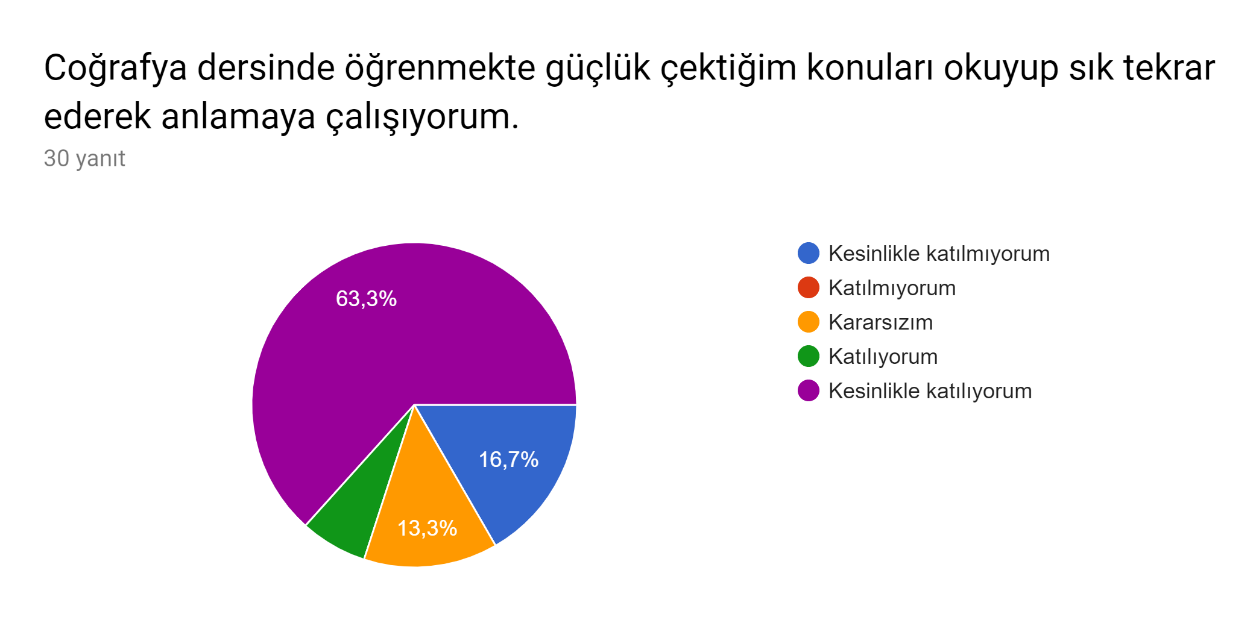 Coğrafya dersinde öğrenmekte güçlük çektiğim konuları okuyup sık tekrar
ederek anlamaya çalışıyorum.
30 yanıt
63,3%
16,7%
13,3%
Kesinlikle katılmıyorum
Katılmıyorum
Kararsızım
Katılıyorum
Kesinlikle katılıyorum